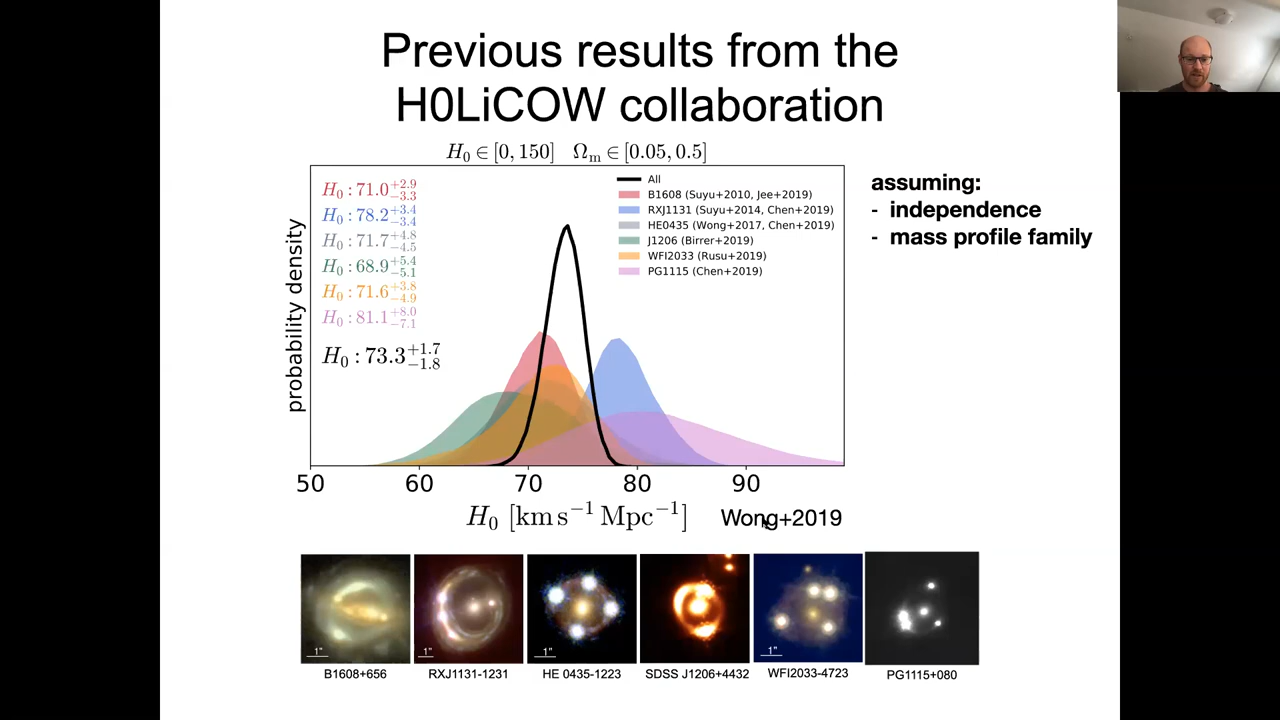 Previous results from the
H0LiCOW collaboration
H₀ ∈ [0, 150] Ωₘ ∈ [0.05, 0.5]
H₀ : 71.0 +2.9 −3.3
H₀ : 78.2 +3.4 −3.4
H₀ : 71.7 +4.8 −4.5
H₀ : 68.9 +5.4 −5.1
H₀ : 71.6 +3.8 −4.9
H₀ : 81.1 +8.0 −7.1
H₀ : 73.3 +1.7 −1.8
All
B1608 (Suyu+2010, Jee+2019)
RXJ1131 (Suyu+2014, Chen+2019)
HE0435 (Wong+2017, Chen+2019)
J1206 (Birrer+2019)
WFI2033 (Rusu+2019)
PG1115 (Chen+2019)
assuming:
- independence
- mass profile family
probability density
50 60 70 80 90
H₀ [km s⁻¹ Mpc⁻¹]
Wong+2019
1" 1" 1" 1"
B1608+656 RXJ1131-1231 HE 0435-1223 SDSS J1206+4432 WFI2033-4723 PG1115+080